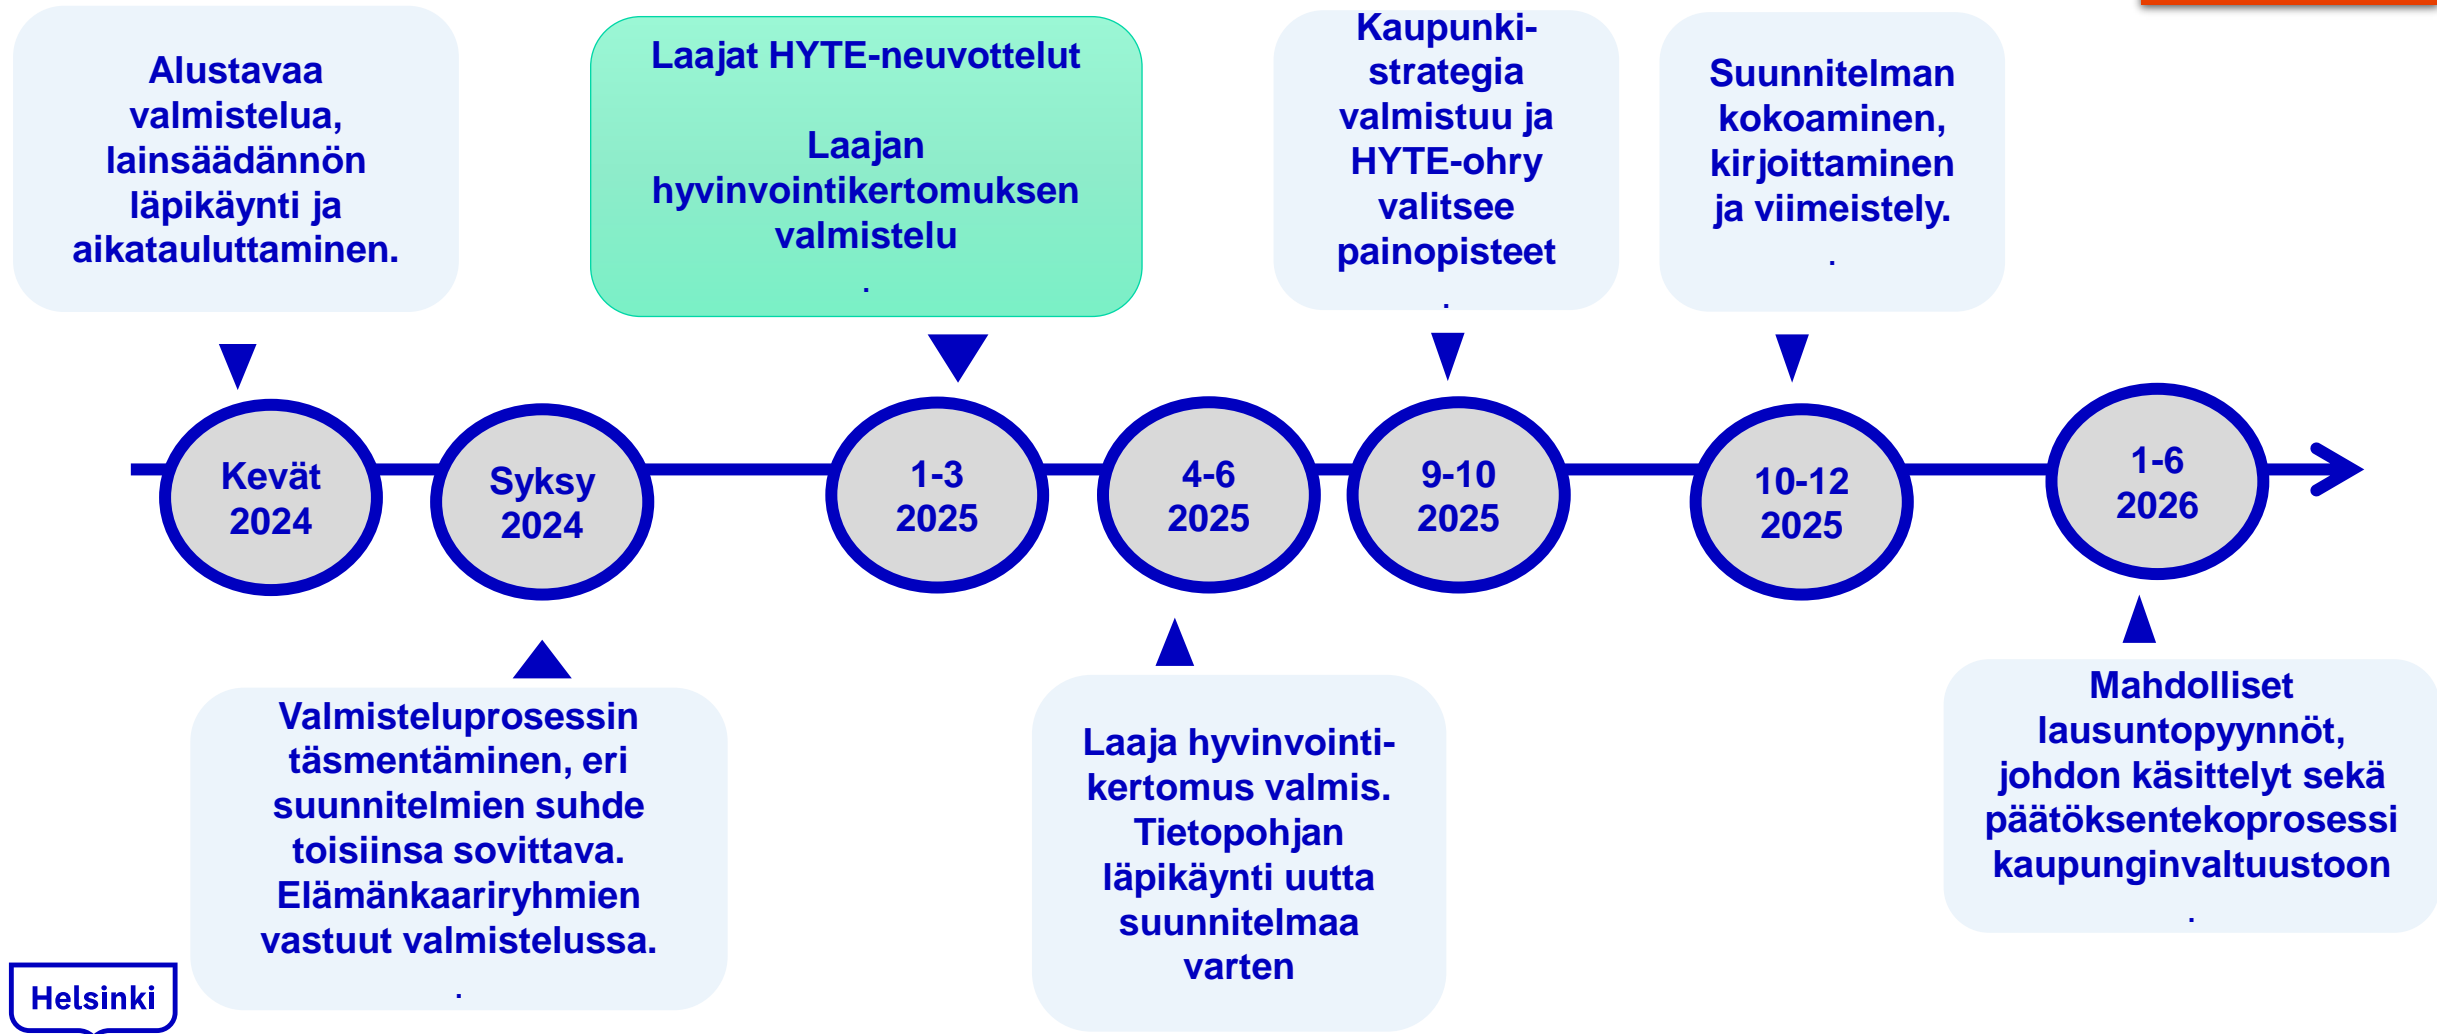 Alustavaa
valmistelua,
lainsäädännön
läpikäynti ja
aikatauluttaminen.
Laajat HYTE-neuvottelut
Laajan
hyvinvointikertomuksen
valmistelu
.
Kaupunki-
strategia
valmistuu ja
HYTE-ohry
valitsee
painopisteet
.
Suunnitelman
kokoaminen,
kirjoittaminen
ja viimeistely.
.
Kevät
2024
Syksy
2024
1-3
2025
4-6
2025
9-10
2025
10-12
2025
1-6
2026
Valmisteluprosessin
täsmentäminen, eri
suunnitelmien suhde
toisiinsa sovittava.
Elämänkaariryhmien
vastuut valmistelussa.
.
Laaja hyvinvointi-
kertomus valmis.
Tietopohjan
läpikäynti uutta
suunnitelmaa
varten
Mahdolliset
lausuntopyynnöt,
johdon käsittelyt sekä
päätöksentekoprosessi
kaupunginvaltuustoon
.
Helsinki